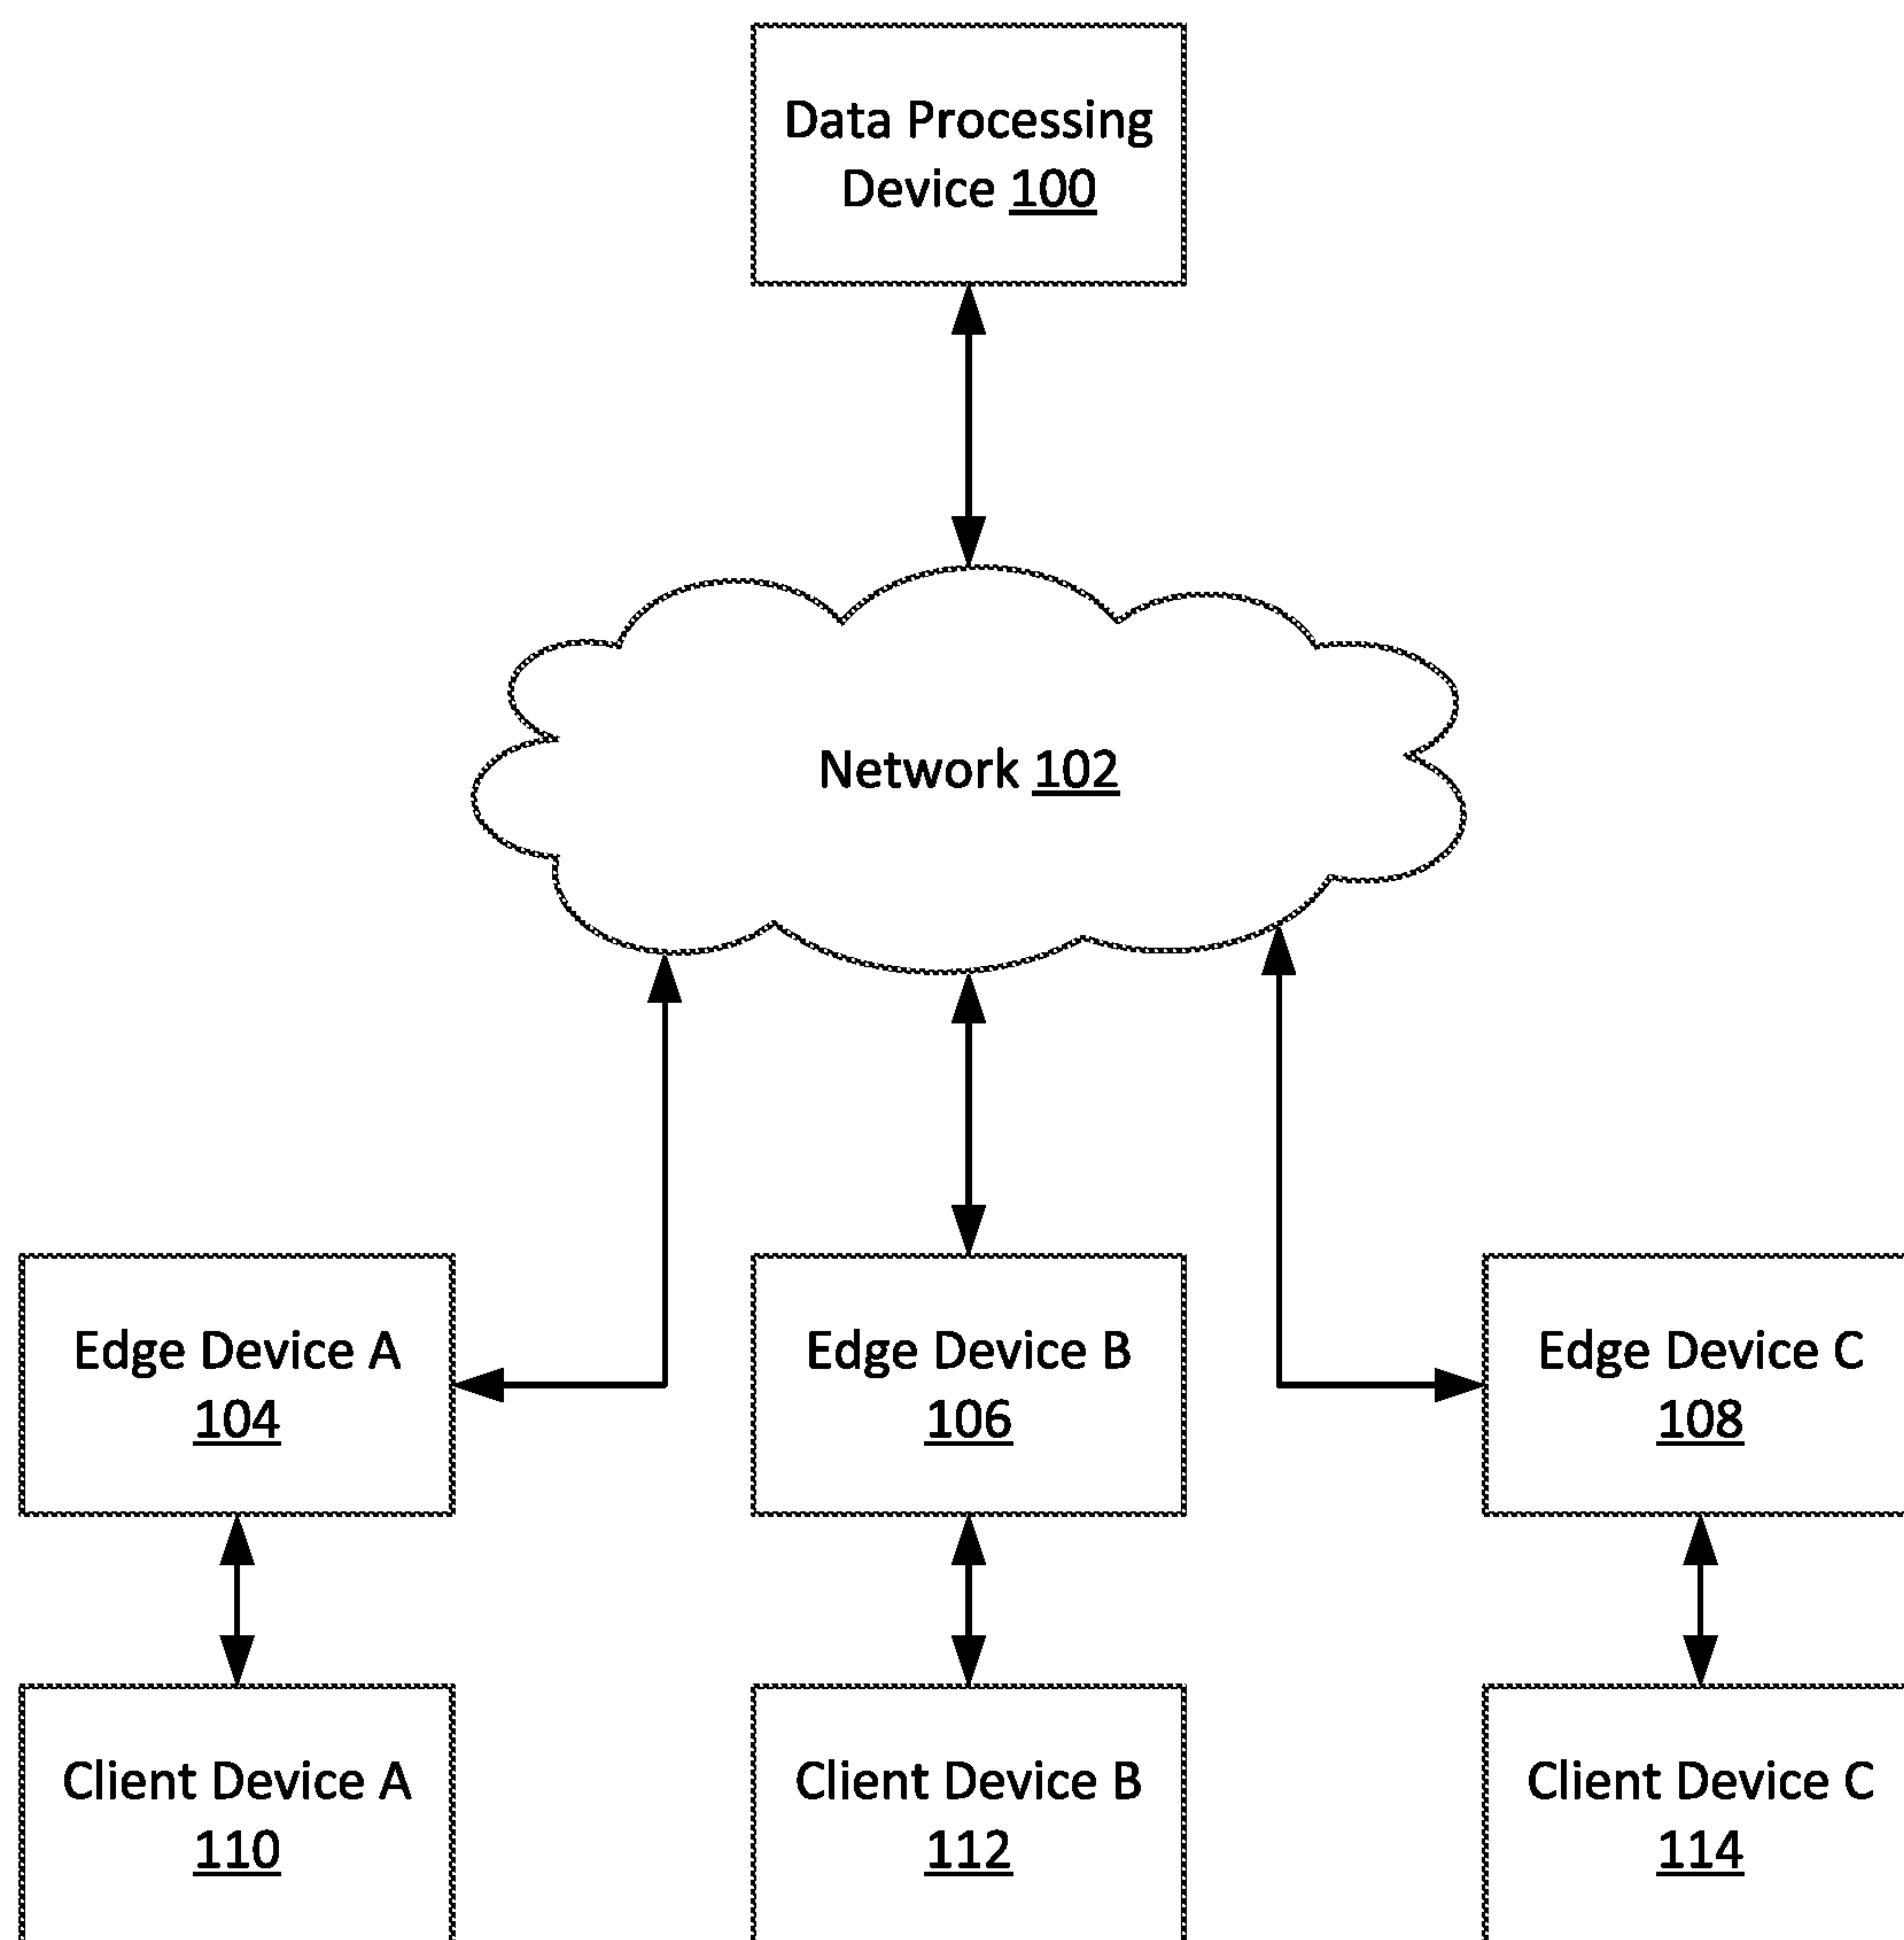 Data Processing
Device 100
Network 102
Edge Device A
104
Edge Device B
106
Edge Device C
108
Client Device A
110
Client Device B
112
Client Device C
114